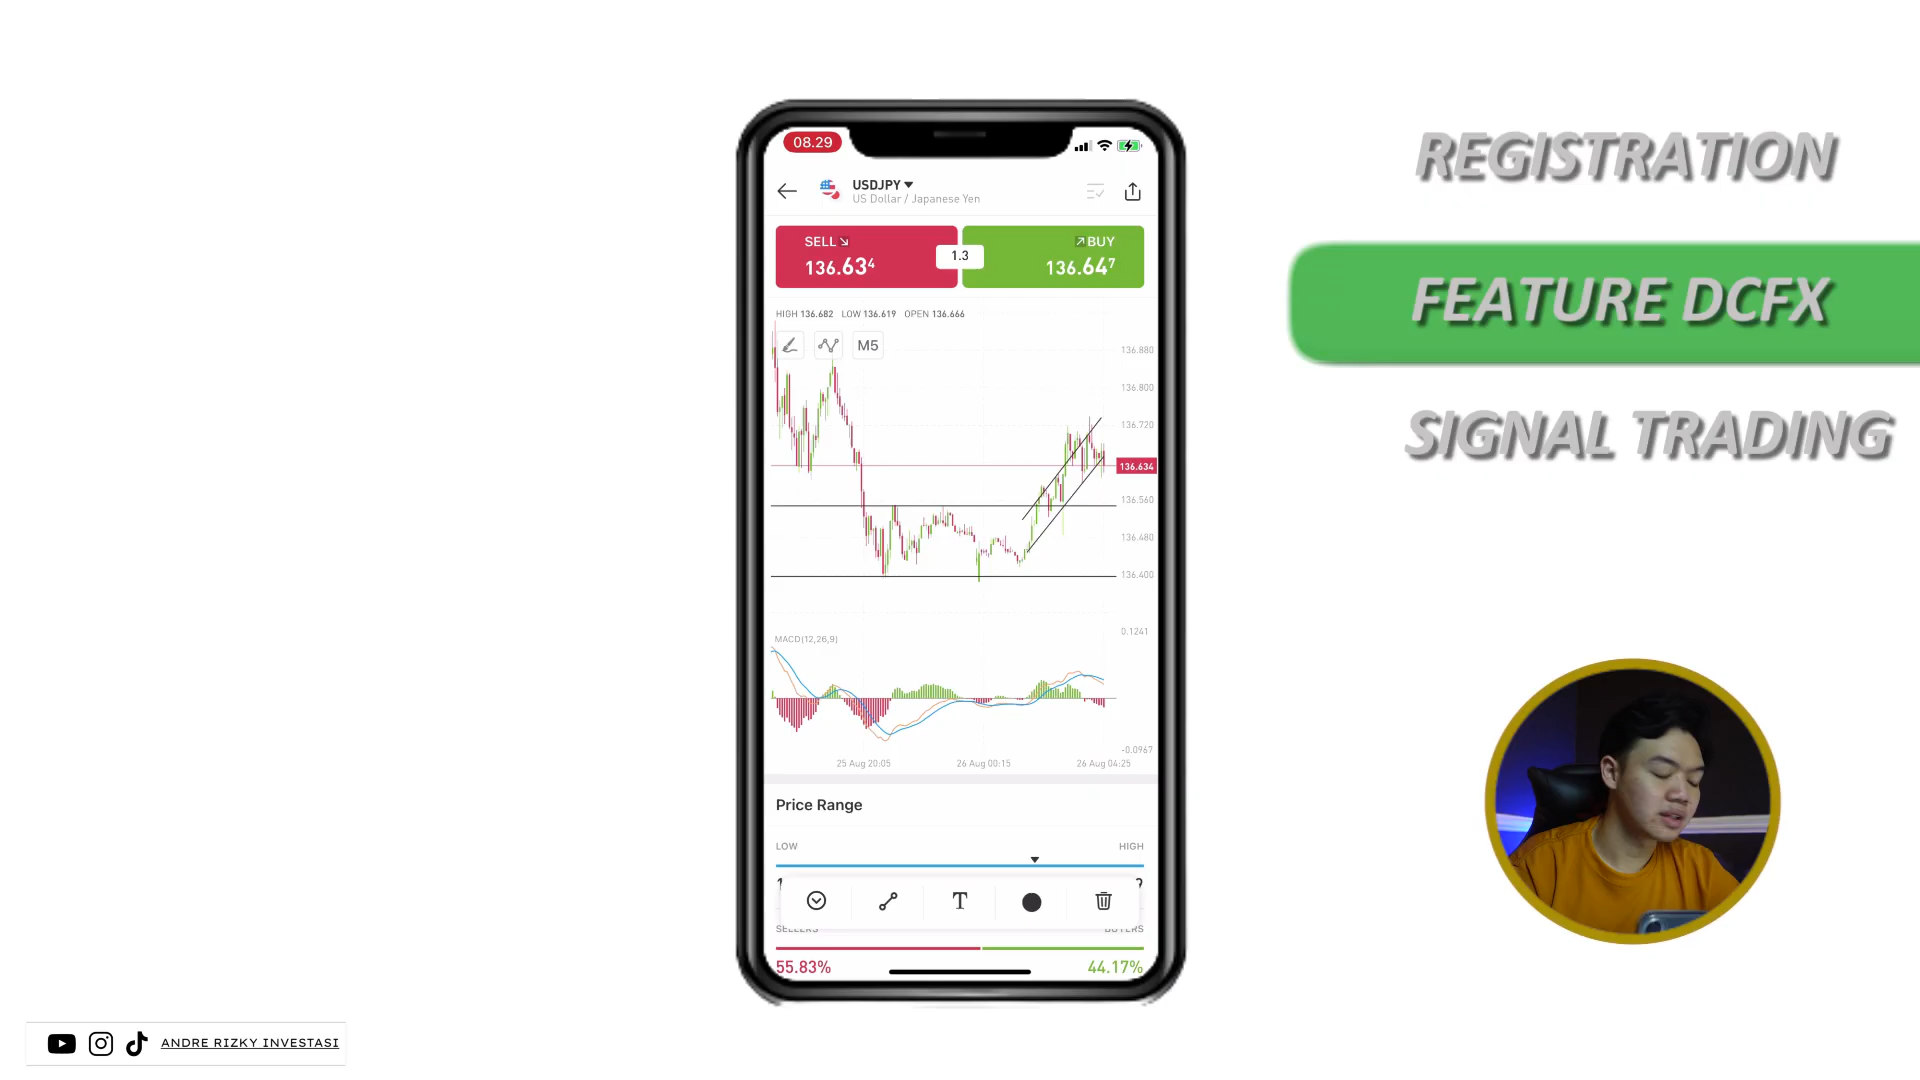 08.29
USDJPY
US Dollar / Japanese Yen
SELL
136.634
1.3
BUY
136.647
HIGH 136.682 LOW 136.619 OPEN 136.666
M5
136.880
136.800
136.720
136.634
136.560
136.480
136.400
MACD(12,26,9)
0.1241
-0.0967
25 Aug 20:05
26 Aug 00:15
26 Aug 04:25
Price Range
LOW
HIGH
T
SELLERS
BUYERS
55.83%
44.17%
REGISTRATION
FEATURE DCFX
SIGNAL TRADING
ANDRE RIZKY INVESTASI